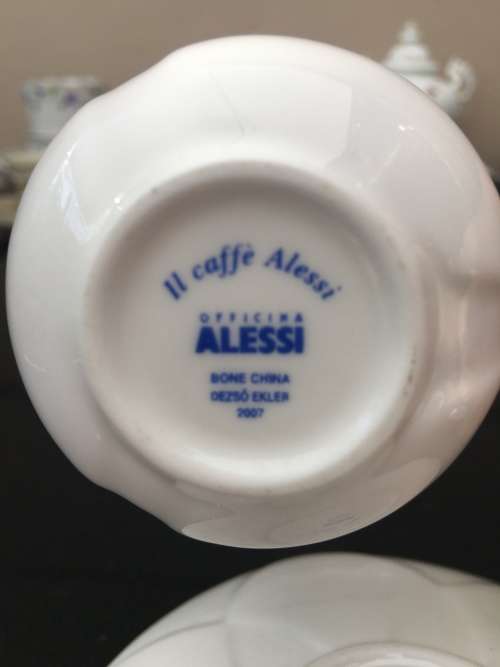 Il caffè Alessi
OFFICINA
ALESSI
BONE CHINA
DEZSŐ EKLER
2007